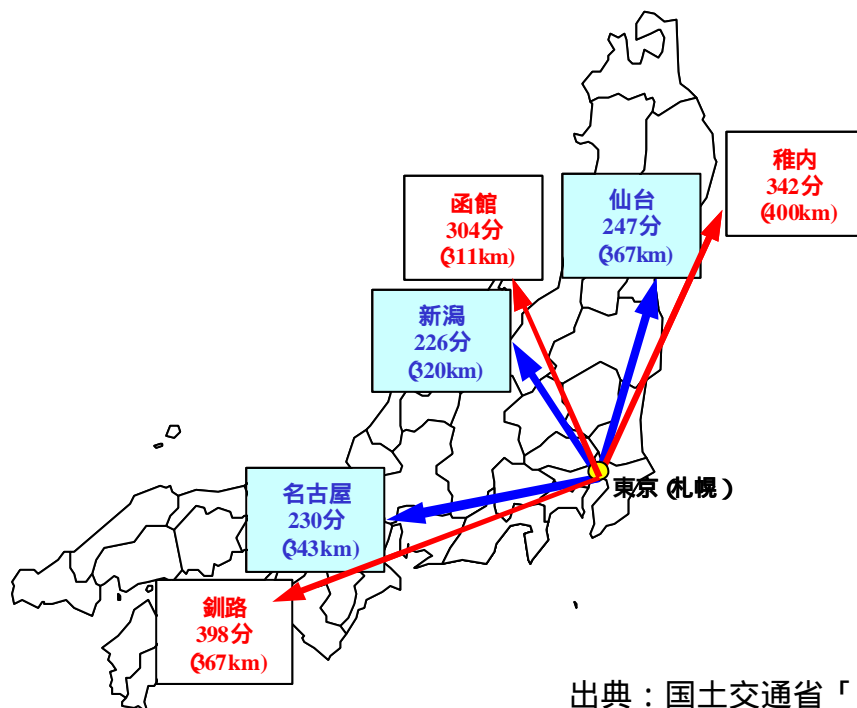 稚内
342分
(400km)
函館
304分
(311km)
仙台
247分
(367km)
新潟
226分
(320km)
東京（札幌）
名古屋
230分
(343km)
釧路
398分
(367km)
出典：国土交通省「